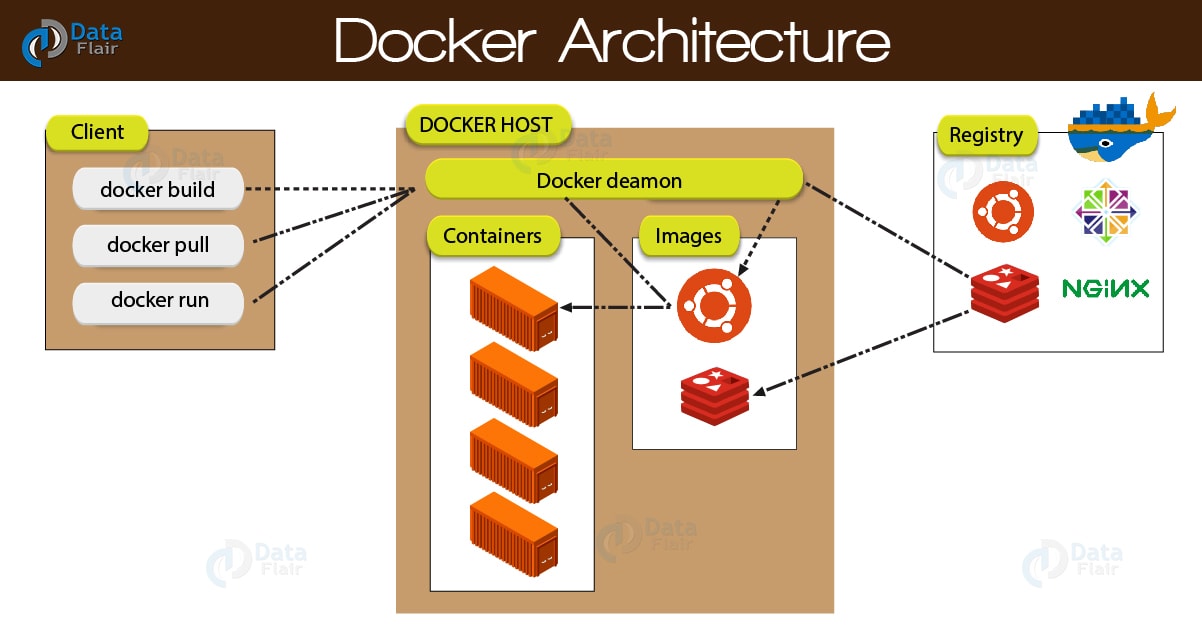 Data
Flair
Docker Architecture
Client
docker build
docker pull
docker run
DOCKER HOST
Docker deamon
Containers
Images
Registry
NGiNX
Data
Flair
Data
Flair
Data
Flair
Data
Flair
Data
Flair
Data
Flair